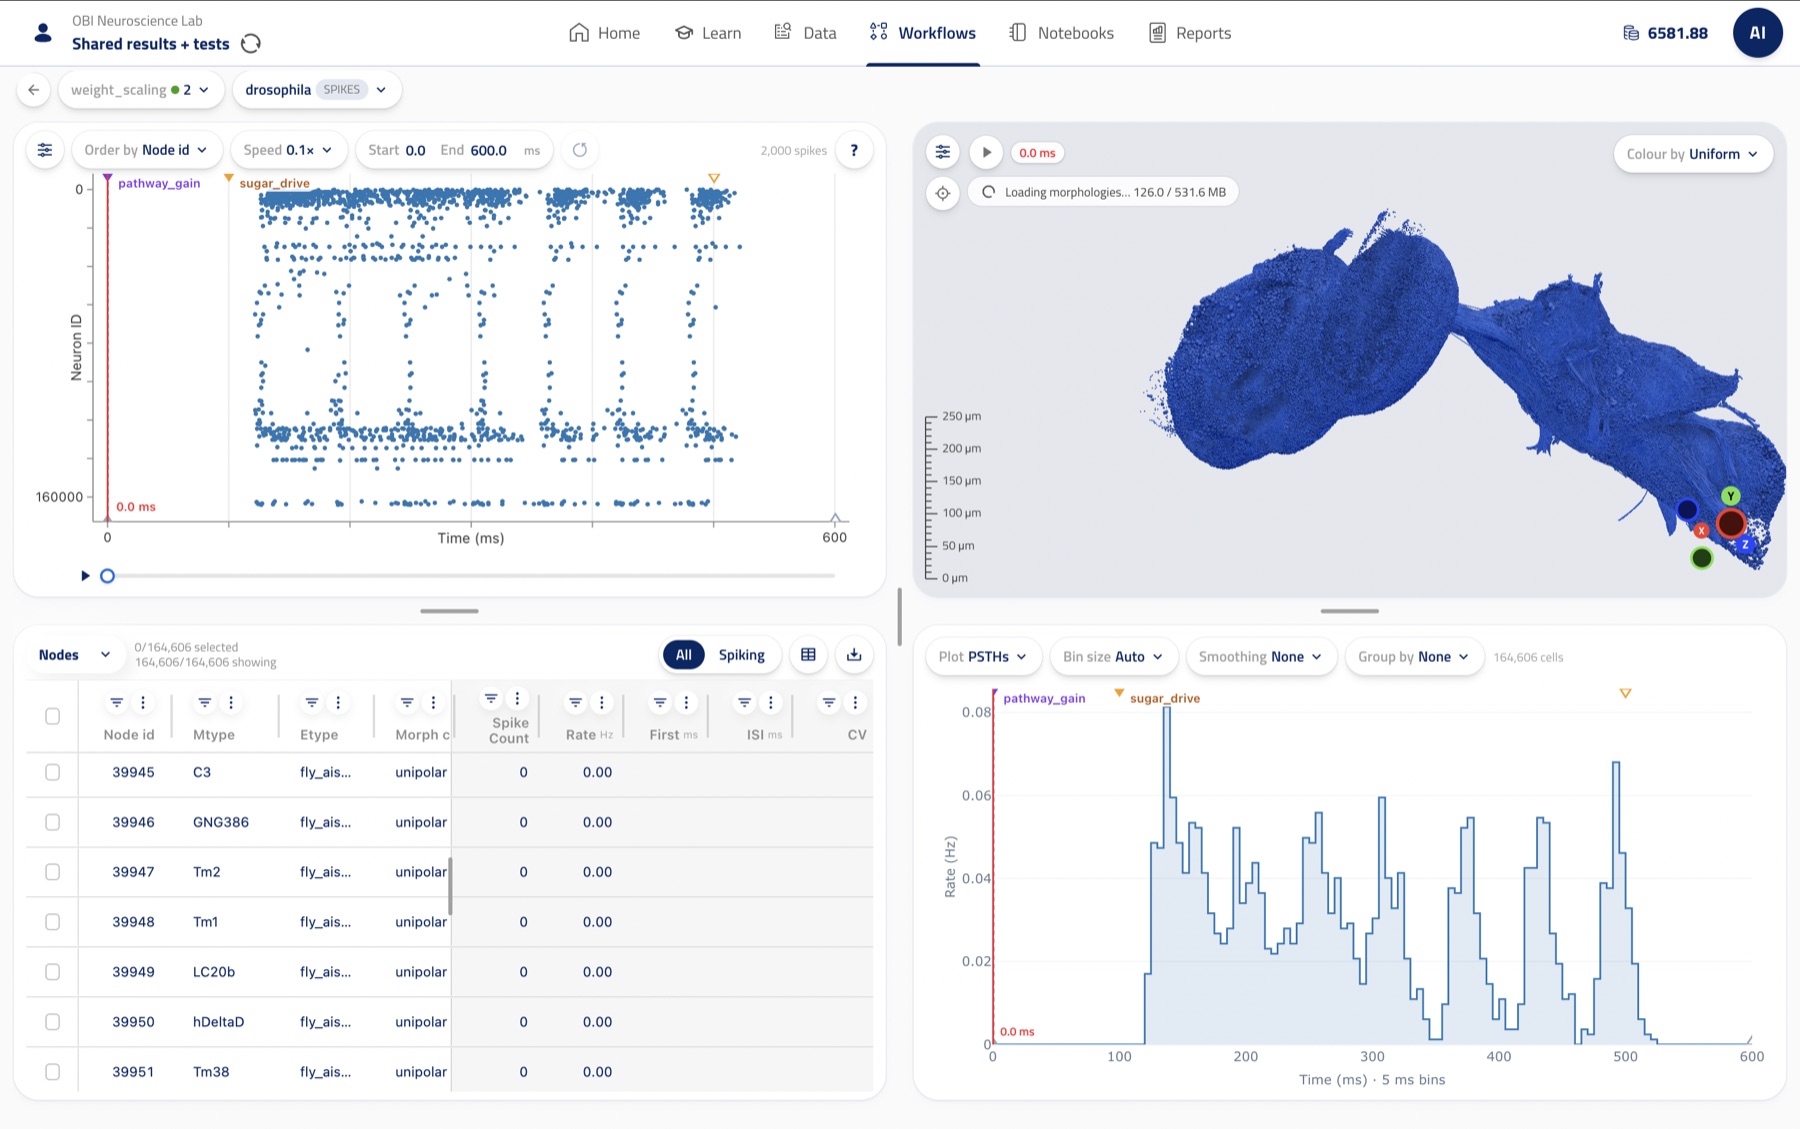 OBI Neuroscience Lab
Shared results + tests
Home
Learn
Data
Workflows
Notebooks
Reports
6581.88
AI
weight_scaling 2
drosophila SPIKES
Order by Node id
Speed 0.1×
Start 0.0 End 600.0 ms
2,000 spikes
?
pathway_gain
sugar_drive
0
Neuron ID
160000
0.0 ms
0
Time (ms)
600
0.0 ms
Colour by Uniform
Loading morphologies... 126.0 / 531.6 MB
250 µm
200 µm
150 µm
100 µm
50 µm
0 µm
Y
X
Z
Nodes
0/164,606 selected
164,606/164,606 showing
All
Spiking
Node id
Mtype
Etype
Morph c
Spike Count
Rate Hz
First ms
ISI ms
CV
39945 C3 fly_ais... unipolar 0 0.00
39946 GNG386 fly_ais... unipolar 0 0.00
39947 Tm2 fly_ais... unipolar 0 0.00
39948 Tm1 fly_ais... unipolar 0 0.00
39949 LC20b fly_ais... unipolar 0 0.00
39950 hDeltaD fly_ais... unipolar 0 0.00
39951 Tm38 fly_ais... unipolar 0 0.00
Plot PSTHs
Bin size Auto
Smoothing None
Group by None
164,606 cells
pathway_gain
sugar_drive
0.08
0.06
0.04
0.02
0
Rate (Hz)
0.0 ms
0 100 200 300 400 500 600
Time (ms) · 5 ms bins